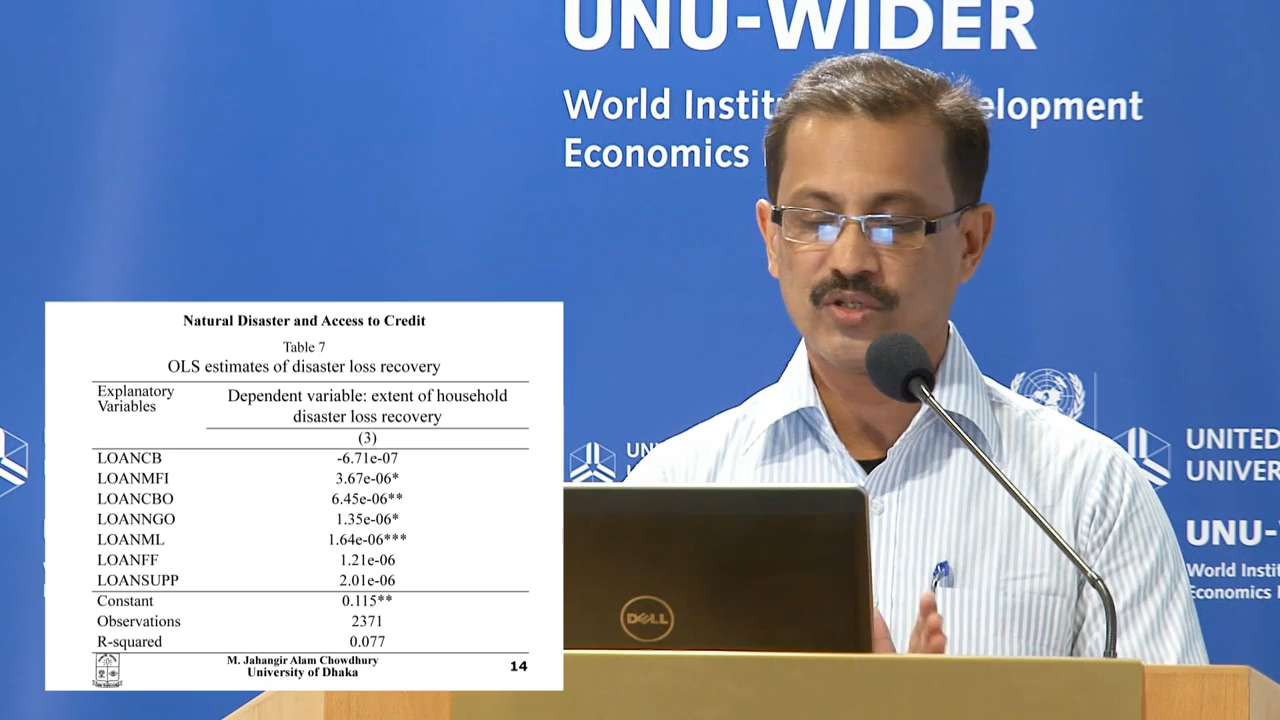 UNU-WIDER
World Instit elopment
Economics
Natural Disaster and Access to Credit
Table 7
OLS estimates of disaster loss recovery
Explanatory Variables
Dependent variable: extent of household
disaster loss recovery
(3)
LOANCB -6.71e-07
LOANMFI 3.67e-06*
LOANCBO 6.45e-06**
LOANNGO 1.35e-06*
LOANML 1.64e-06***
LOANFF 1.21e-06
LOANSUPP 2.01e-06
Constant 0.115**
Observations 2371
R-squared 0.077
M. Jahangir Alam Chowdhury
University of Dhaka
14
UN
DELL
UNITED
UNIVER
UNU-
World Instit
Economics